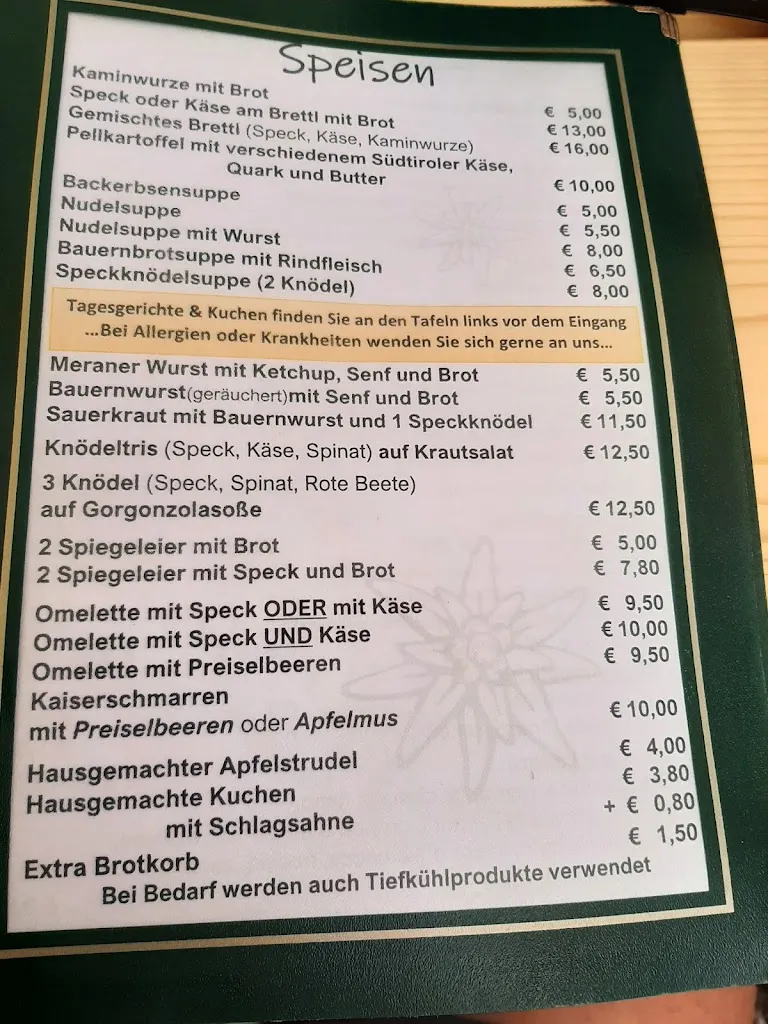 Speisen
Kaminwurze mit Brot € 5,00
Speck oder Käse am Brettl mit Brot € 13,00
Gemischtes Brettl (Speck, Käse, Kaminwurze) € 16,00
Pellkartoffel mit verschiedenem Südtiroler Käse,
Quark und Butter € 10,00
Backerbsensuppe € 5,00
Nudelsuppe € 5,50
Nudelsuppe mit Wurst € 8,00
Bauernbrotsuppe mit Rindfleisch € 6,50
Speckknödelsuppe (2 Knödel) € 8,00
Tagesgerichte & Kuchen finden Sie an den Tafeln links vor dem Eingang
...Bei Allergien oder Krankheiten wenden Sie sich gerne an uns...
Meraner Wurst mit Ketchup, Senf und Brot € 5,50
Bauernwurst(geräuchert)mit Senf und Brot € 5,50
Sauerkraut mit Bauernwurst und 1 Speckknödel € 11,50
Knödeltris (Speck, Käse, Spinat) auf Krautsalat € 12,50
3 Knödel (Speck, Spinat, Rote Beete)
auf Gorgonzolasoße € 12,50
2 Spiegeleier mit Brot € 5,00
2 Spiegeleier mit Speck und Brot € 7,80
Omelette mit Speck ODER mit Käse € 9,50
Omelette mit Speck UND Käse € 10,00
Omelette mit Preiselbeeren € 9,50
Kaiserschmarren
mit Preiselbeeren oder Apfelmus € 10,00
Hausgemachter Apfelstrudel € 4,00
Hausgemachte Kuchen € 3,80
mit Schlagsahne + € 0,80
Extra Brotkorb € 1,50
Bei Bedarf werden auch Tiefkühlprodukte verwendet